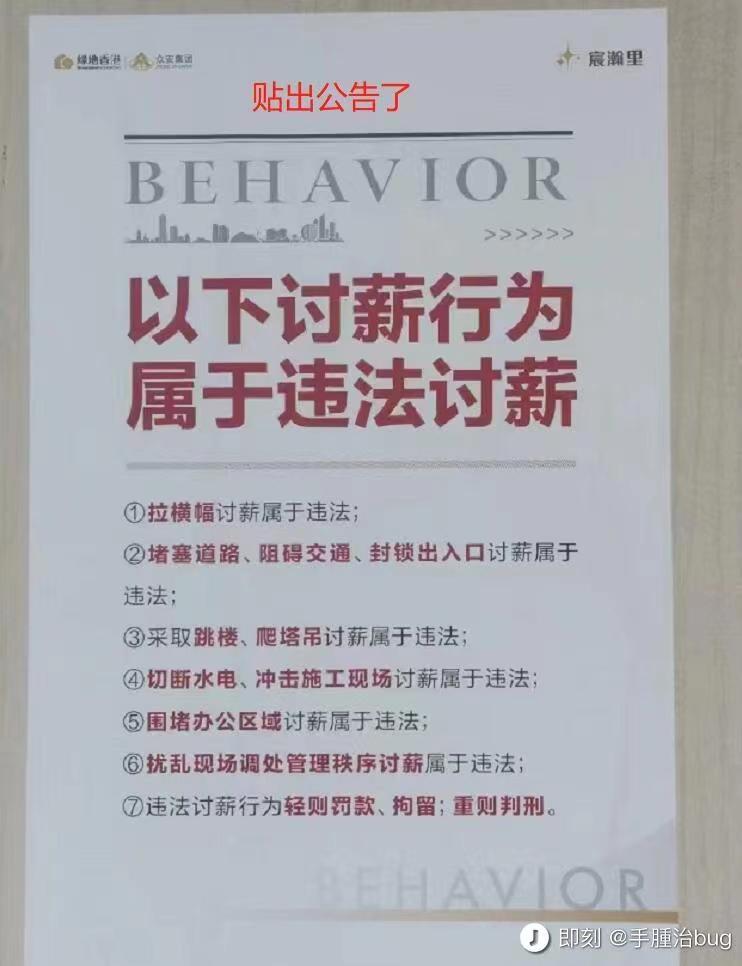 绿地香港 众安集团 宸瀚里
贴出公告了
BEHAVIOR
>>>>>>
以下讨薪行为
属于违法讨薪
①拉横幅讨薪属于违法；
②堵塞道路、阻碍交通、封锁出入口讨薪属于
违法；
③采取跳楼、爬塔吊讨薪属于违法；
④切断水电、冲击施工现场讨薪属于违法；
⑤围堵办公区域讨薪属于违法；
⑥扰乱现场调处管理秩序讨薪属于违法；
⑦违法讨薪行为轻则罚款、拘留；重则判刑。
BEHAVIOR
即刻 @手腫治bug